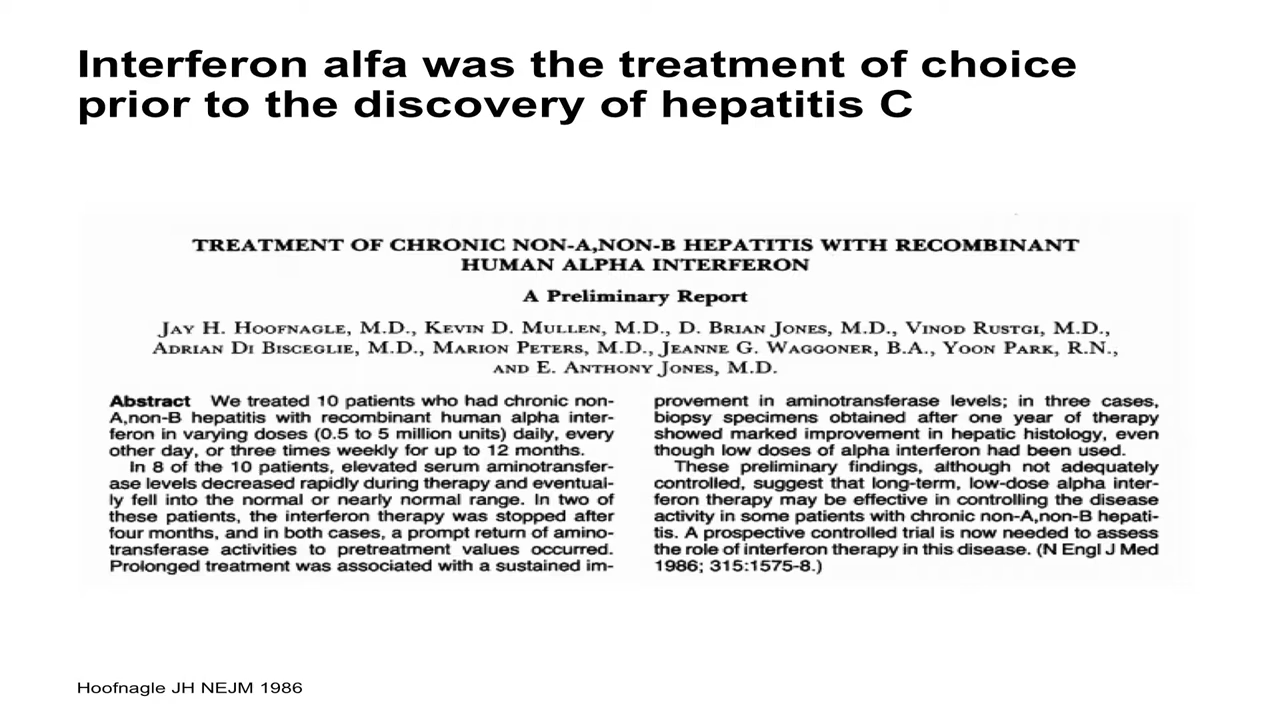 Interferon alfa was the treatment of choice
prior to the discovery of hepatitis C
TREATMENT OF CHRONIC NON-A,NON-B HEPATITIS WITH RECOMBINANT
HUMAN ALPHA INTERFERON
A Preliminary Report
JAY H. HOOFNAGLE, M.D., KEVIN D. MULLEN, M.D., D. BRIAN JONES, M.D., VINOD RUSTGI, M.D.,
ADRIAN DI BISCEGLIE, M.D., MARION PETERS, M.D., JEANNE G. WAGGONER, B.A., YOON PARK, R.N.,
AND E. ANTHONY JONES, M.D.
Abstract We treated 10 patients who had chronic non-
A,non-B hepatitis with recombinant human alpha inter-
feron in varying doses (0.5 to 5 million units) daily, every
other day, or three times weekly for up to 12 months.
In 8 of the 10 patients, elevated serum aminotransfer-
ase levels decreased rapidly during therapy and eventual-
ly fell into the normal or nearly normal range. In two of
these patients, the interferon therapy was stopped after
four months, and in both cases, a prompt return of amino-
transferase activities to pretreatment values occurred.
Prolonged treatment was associated with a sustained im-
provement in aminotransferase levels; in three cases,
biopsy specimens obtained after one year of therapy
showed marked improvement in hepatic histology, even
though low doses of alpha interferon had been used.
These preliminary findings, although not adequately
controlled, suggest that long-term, low-dose alpha inter-
feron therapy may be effective in controlling the disease
activity in some patients with chronic non-A,non-B hepati-
tis. A prospective controlled trial is now needed to assess
the role of interferon therapy in this disease. (N Engl J Med
1986; 315:1575-8.)
Hoofnagle JH NEJM 1986